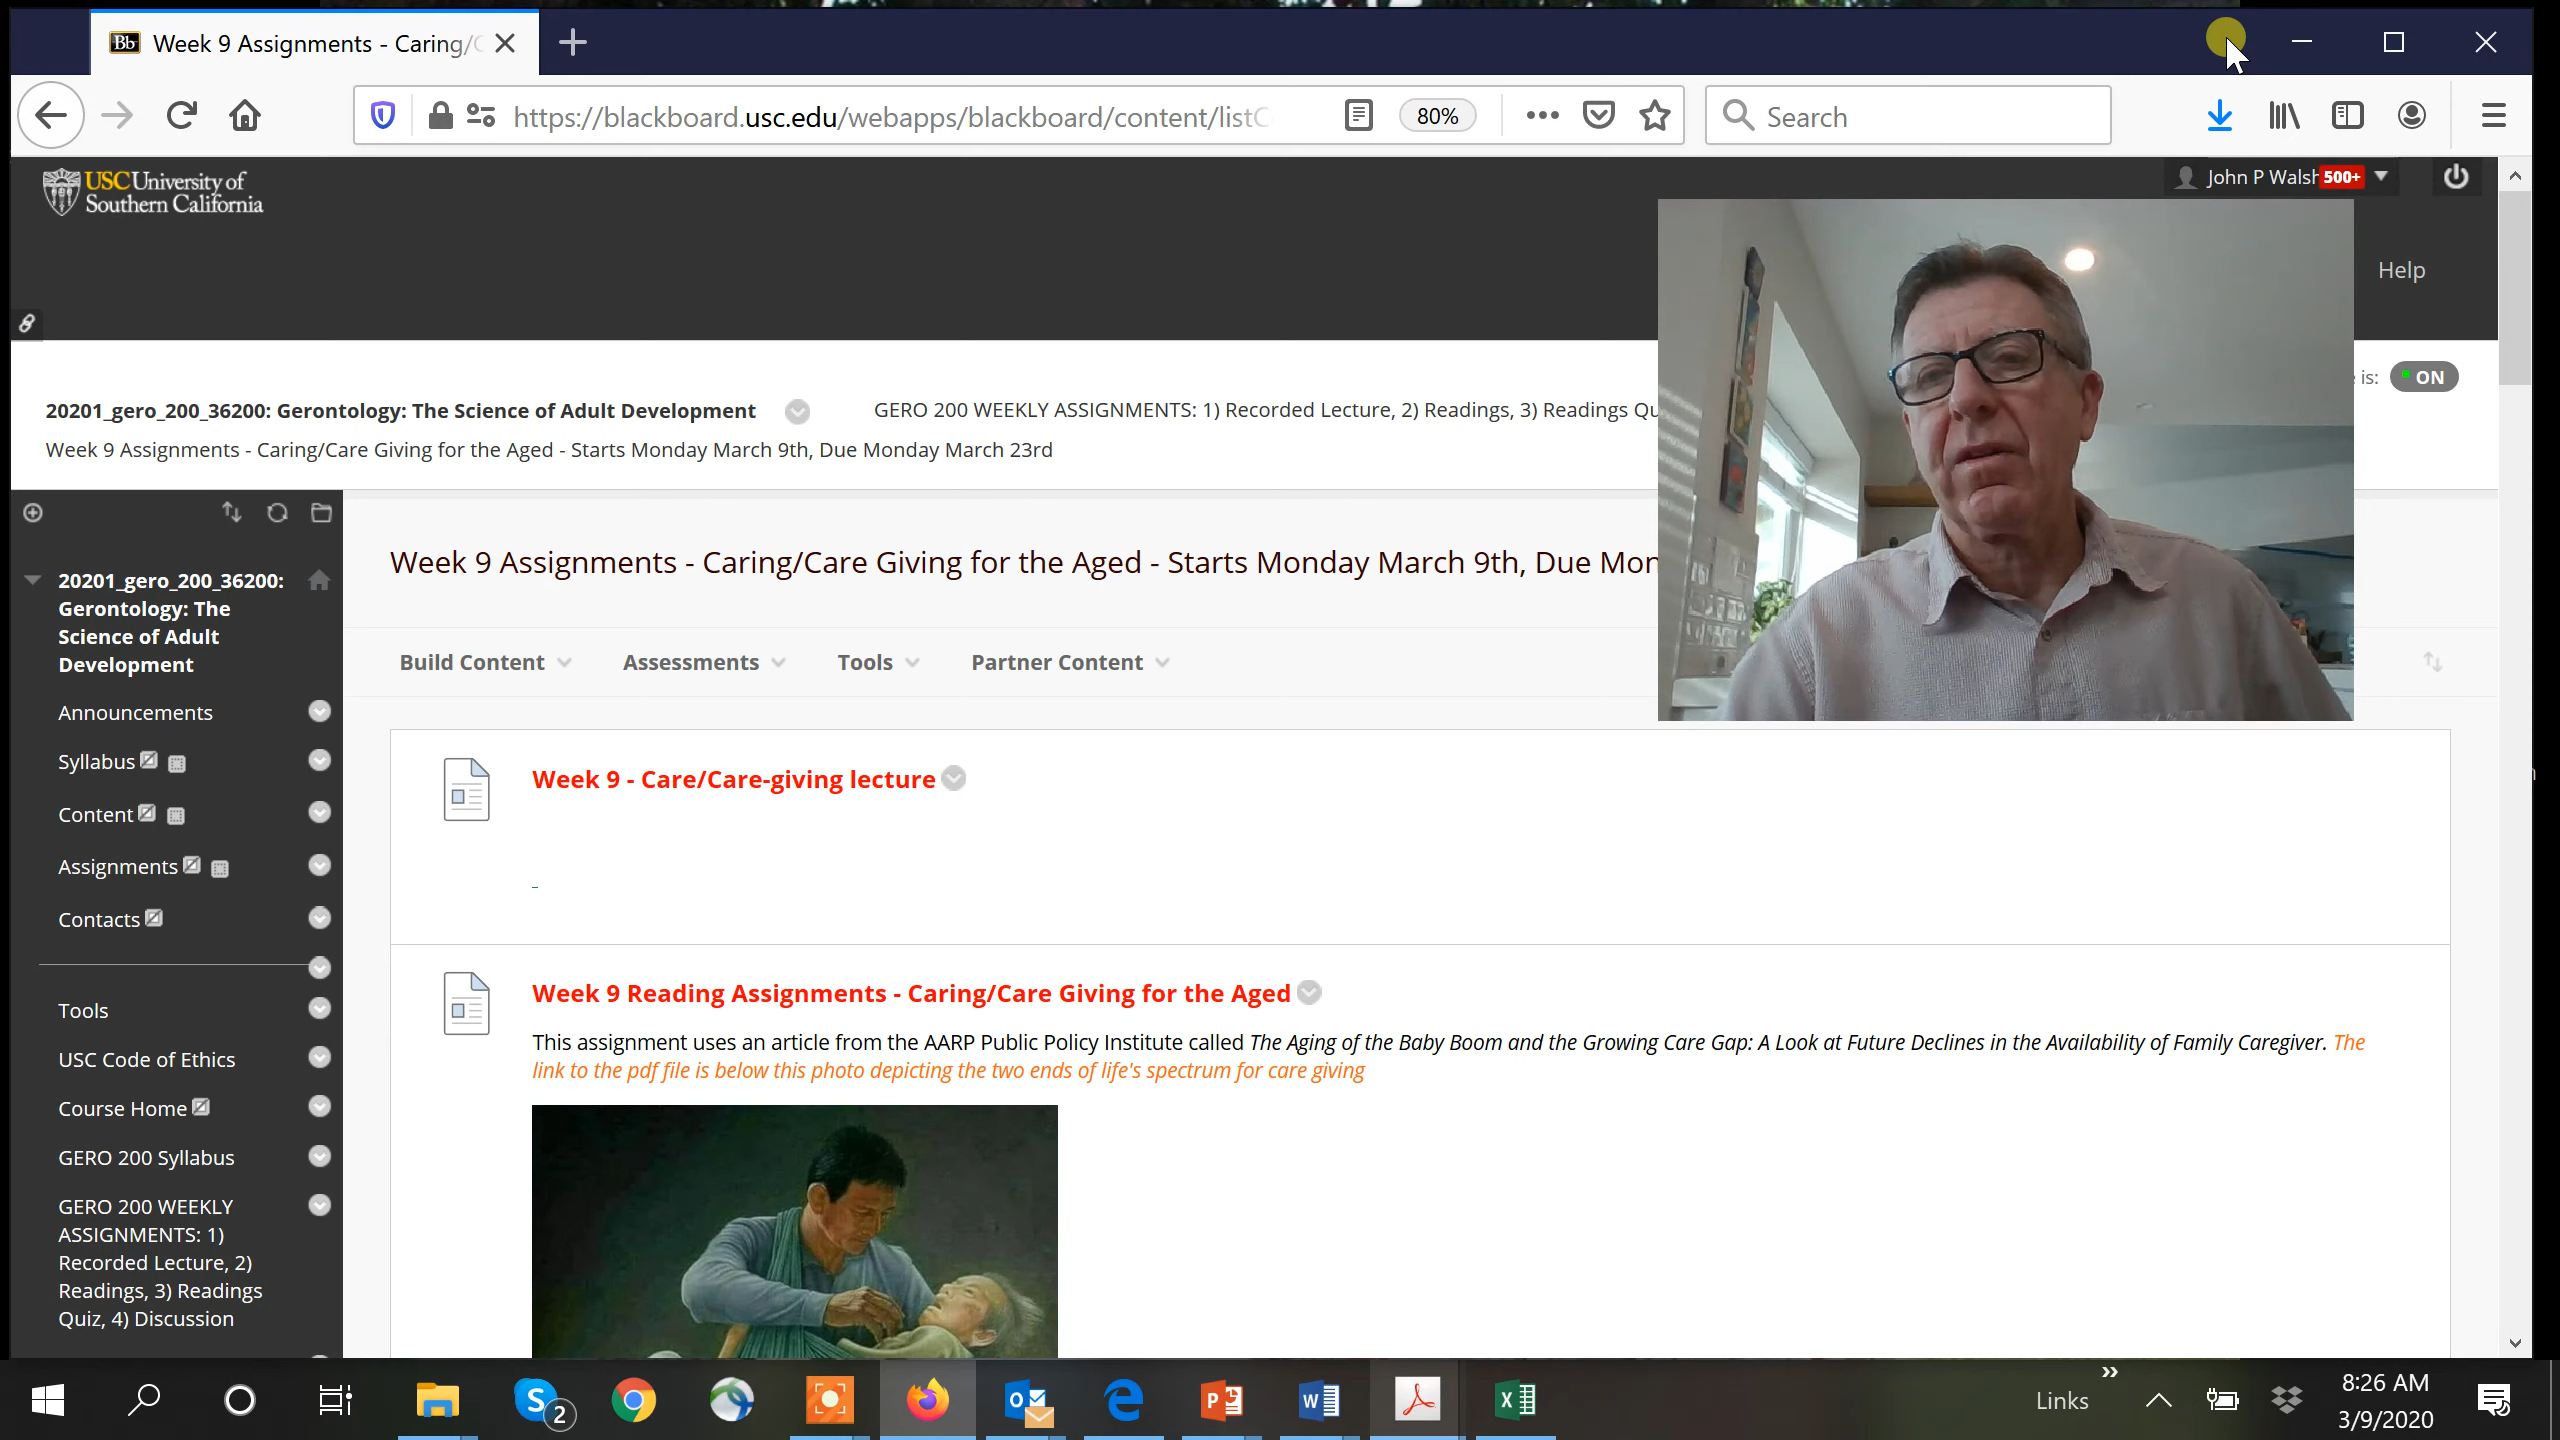 Bb Week 9 Assignments - Caring/C
https://blackboard.usc.edu/webapps/blackboard/content/listC
80%
Search
USC University of
Southern California
John P Walsh 500+
Help
is: ON
20201_gero_200_36200: Gerontology: The Science of Adult Development
GERO 200 WEEKLY ASSIGNMENTS: 1) Recorded Lecture, 2) Readings, 3) Readings Qu
Week 9 Assignments - Caring/Care Giving for the Aged - Starts Monday March 9th, Due Monday March 23rd
20201_gero_200_36200:
Gerontology: The
Science of Adult
Development
Announcements
Syllabus
Content
Assignments
Contacts
Tools
USC Code of Ethics
Course Home
GERO 200 Syllabus
GERO 200 WEEKLY
ASSIGNMENTS: 1)
Recorded Lecture, 2)
Readings, 3) Readings
Quiz, 4) Discussion
Week 9 Assignments - Caring/Care Giving for the Aged - Starts Monday March 9th, Due Mon
Build Content
Assessments
Tools
Partner Content
Week 9 - Care/Care-giving lecture
Week 9 Reading Assignments - Caring/Care Giving for the Aged
This assignment uses an article from the AARP Public Policy Institute called The Aging of the Baby Boom and the Growing Care Gap: A Look at Future Declines in the Availability of Family Caregiver. The
link to the pdf file is below this photo depicting the two ends of life's spectrum for care giving
S 2
Links
8:26 AM
3/9/2020